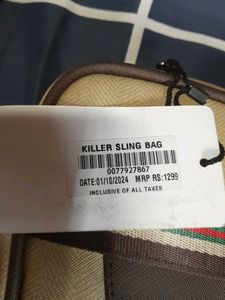 KILLER SLING BAG
0077927867
DATE:01/10/2024 MRP RS:1299
INCLUSIVE OF ALL TAXES